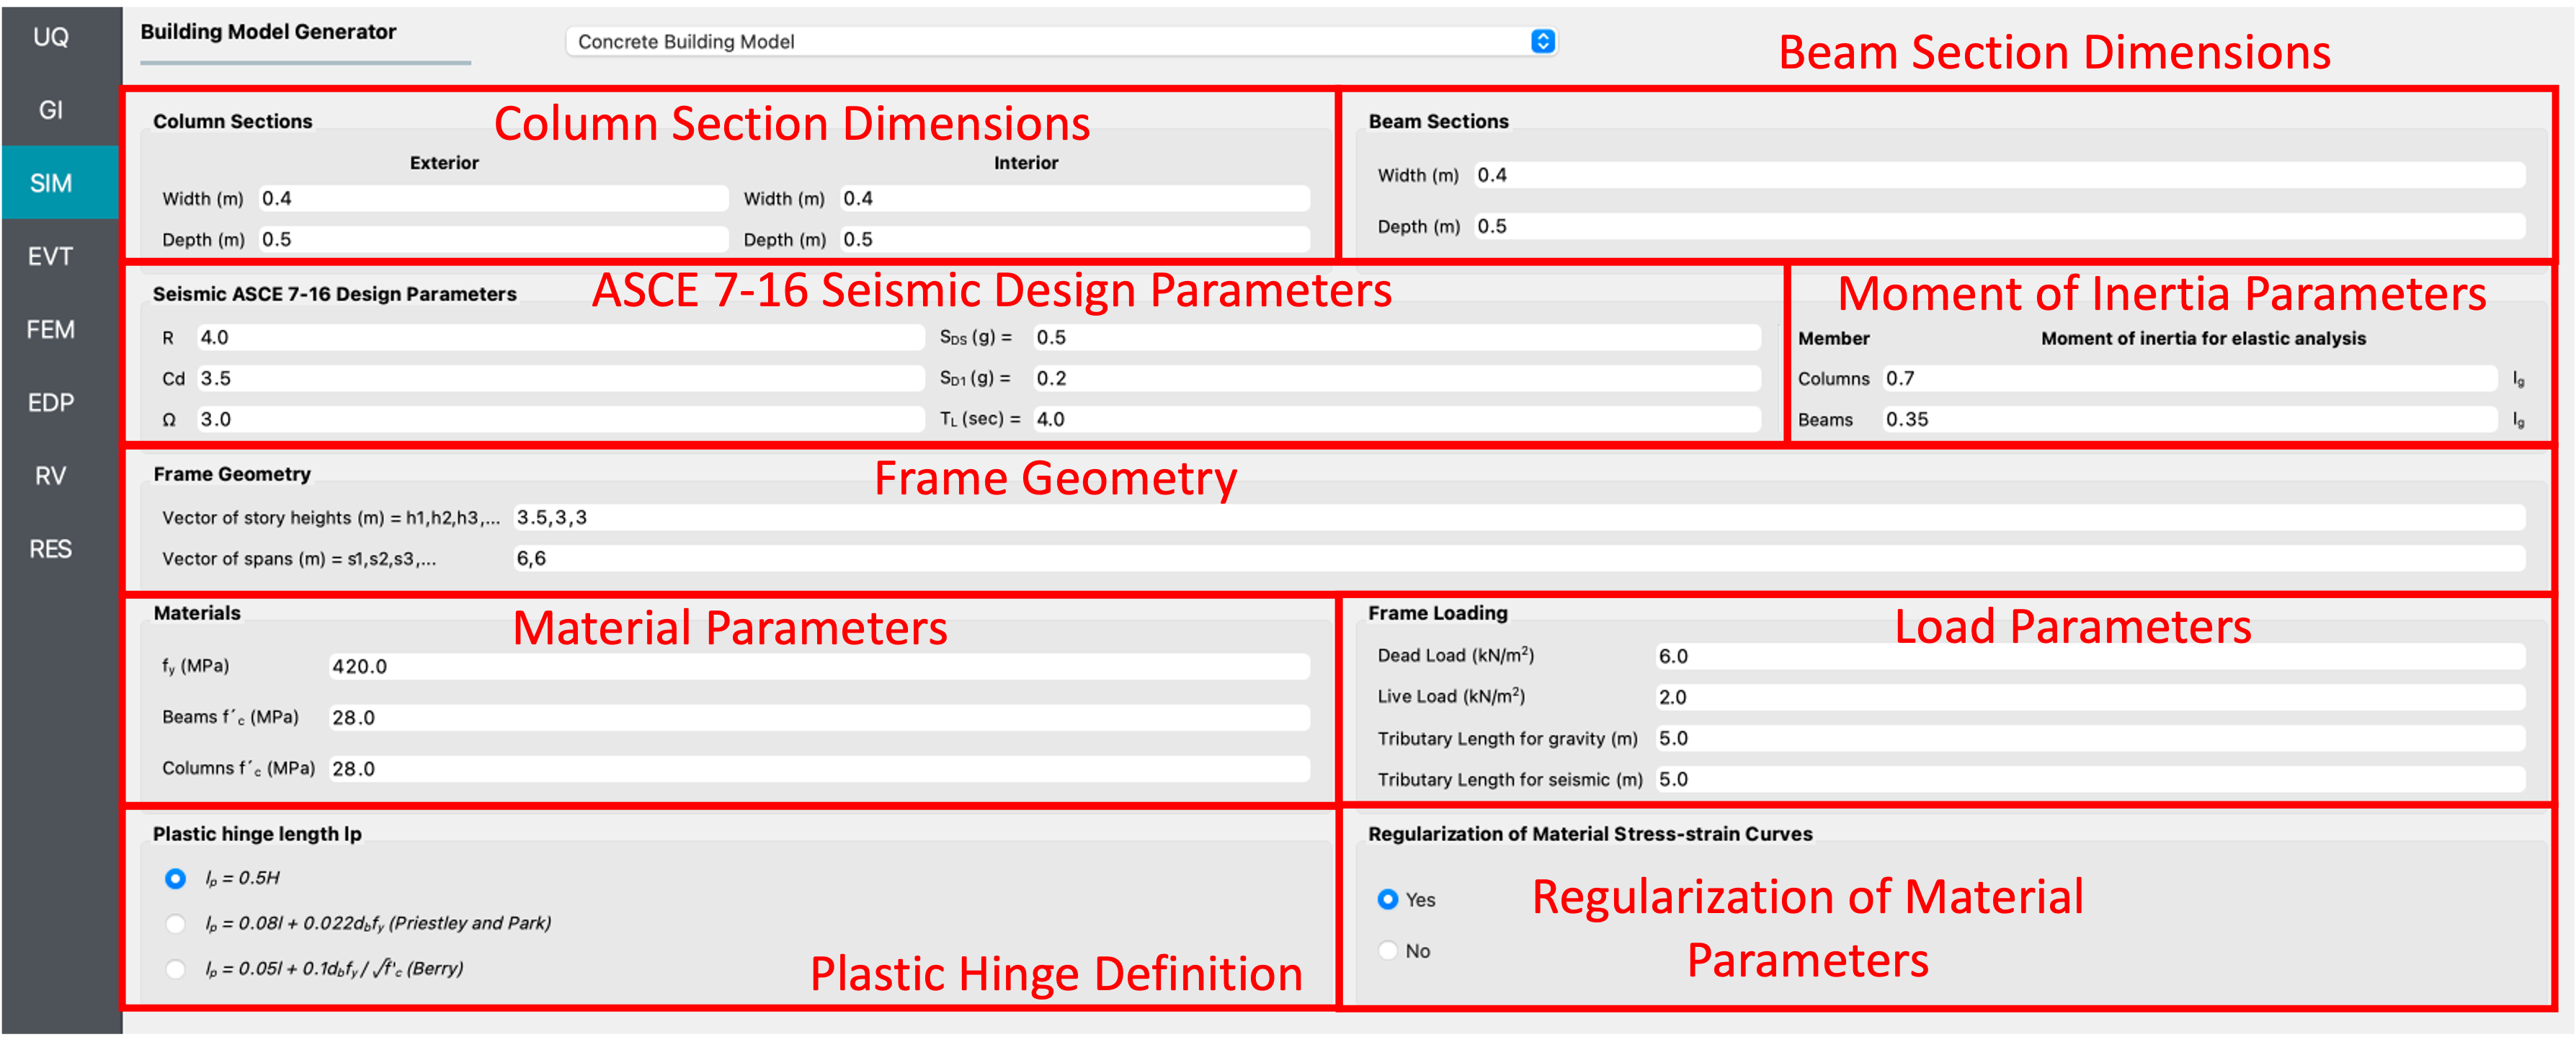 UQ
GI
SIM
EVT
FEM
EDP
RV
RES
Building Model Generator
Concrete Building Model
Beam Section Dimensions
Column Sections
Column Section Dimensions
Exterior
Interior
Width (m) 0.4
Width (m) 0.4
Depth (m) 0.5
Depth (m) 0.5
Beam Sections
Width (m) 0.4
Depth (m) 0.5
Seismic ASCE 7-16 Design Parameters
ASCE 7-16 Seismic Design Parameters
R 4.0
S_DS (g) = 0.5
Cd 3.5
S_D1 (g) = 0.2
Ω 3.0
T_L (sec) = 4.0
Moment of Inertia Parameters
Member Moment of inertia for elastic analysis
Columns 0.7 I_g
Beams 0.35 I_g
Frame Geometry
Frame Geometry
Vector of story heights (m) = h1,h2,h3,... 3.5,3,3
Vector of spans (m) = s1,s2,s3,... 6,6
Materials
Material Parameters
f_y (MPa) 420.0
Beams f´_c (MPa) 28.0
Columns f´_c (MPa) 28.0
Frame Loading
Load Parameters
Dead Load (kN/m²) 6.0
Live Load (kN/m²) 2.0
Tributary Length for gravity (m) 5.0
Tributary Length for seismic (m) 5.0
Plastic hinge length lp
l_p = 0.5H
l_p = 0.08l + 0.022d_bf_y (Priestley and Park)
l_p = 0.05l + 0.1d_bf_y / √f'_c (Berry)
Plastic Hinge Definition
Regularization of Material Stress-strain Curves
Yes
No
Regularization of Material
Parameters